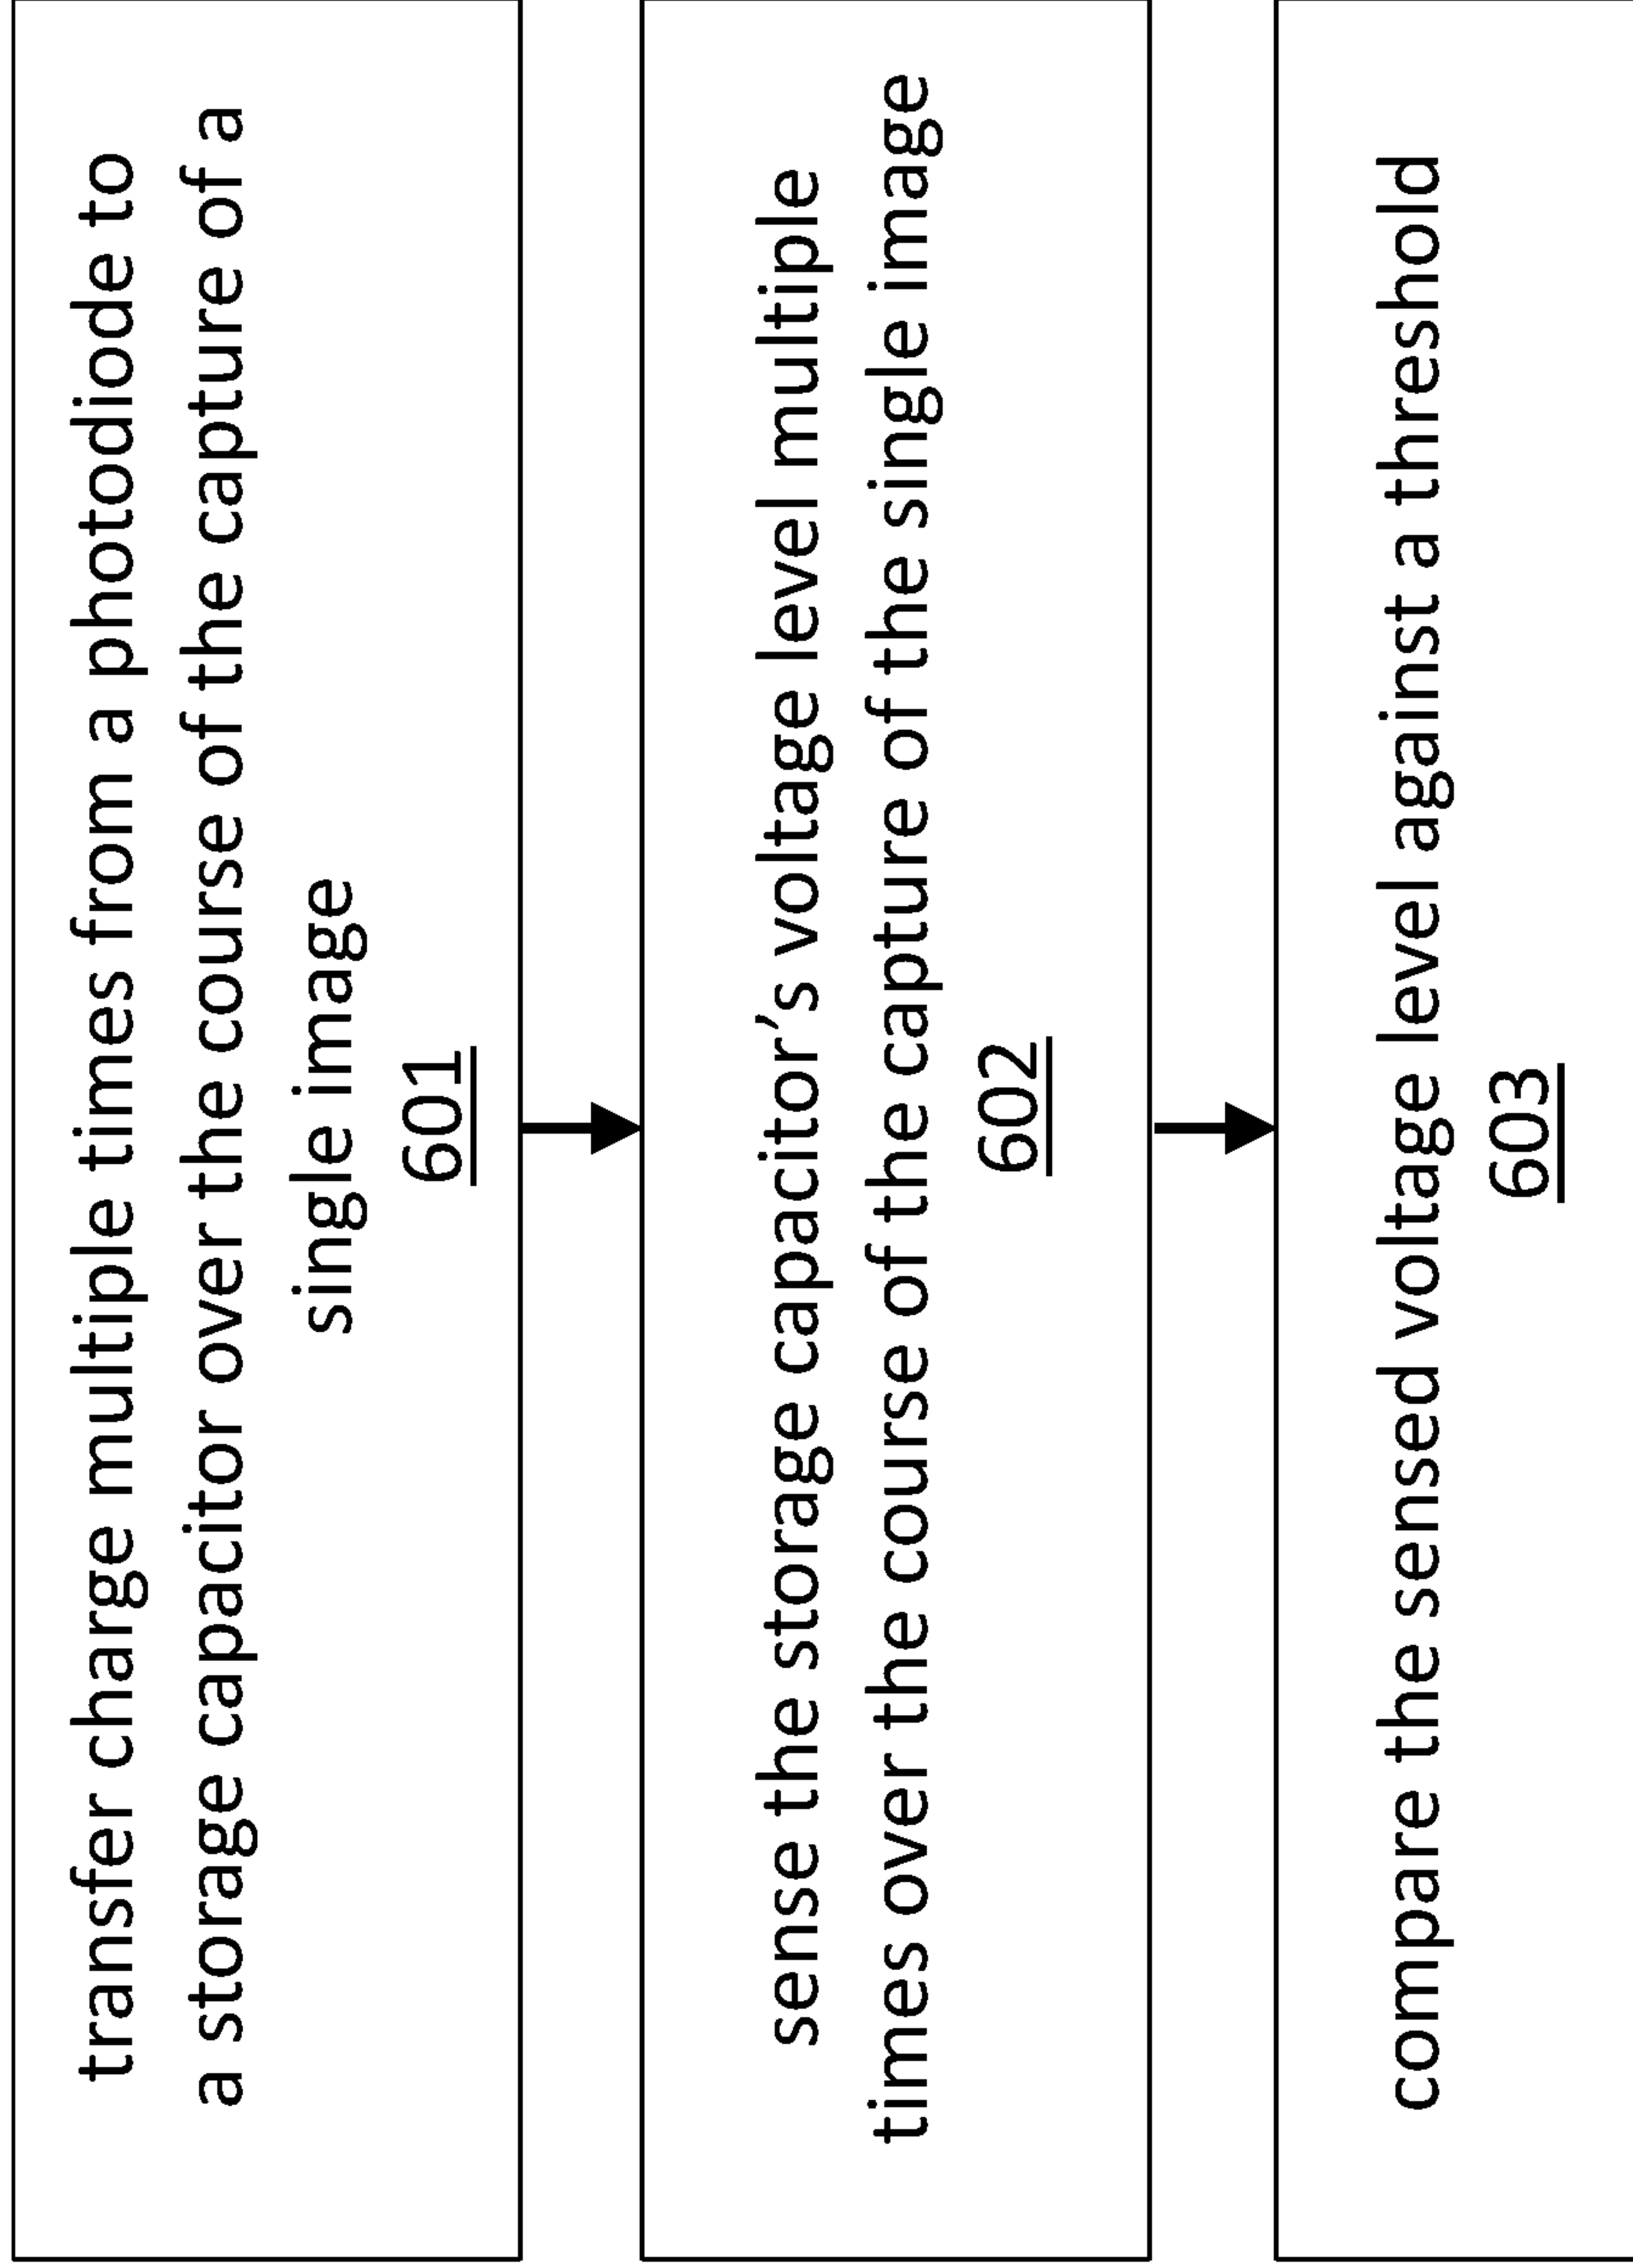 transfer charge multiple times from a photodiode to
a storage capacitor over the course of the capture of a
single image
601
sense the storage capacitor’s voltage level multiple
times over the course of the capture of the single image
602
compare the sensed voltage level against a threshold
603